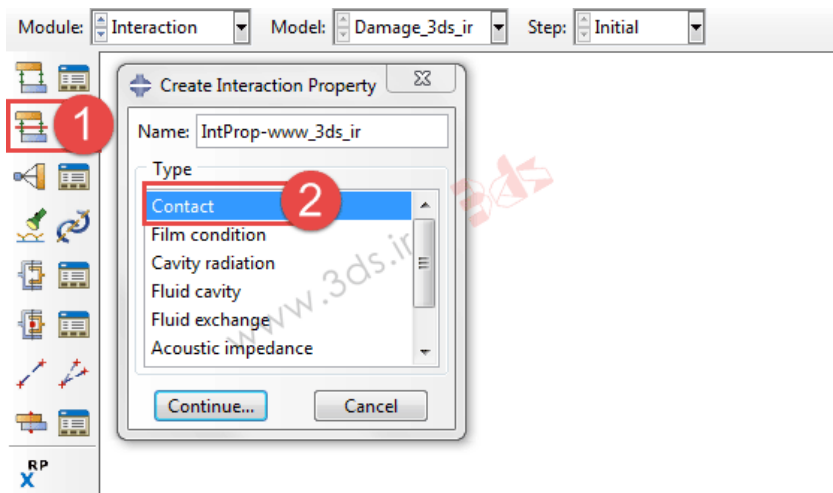 Module: Interaction Model: Damage_3ds_ir Step: Initial
Create Interaction Property
1
Name: IntProp-www_3ds_ir
Type
Contact
2
Film condition
Cavity radiation
Fluid cavity
Fluid exchange
Acoustic impedance
Continue... Cancel
3ds
www.3ds.ir
RP
X